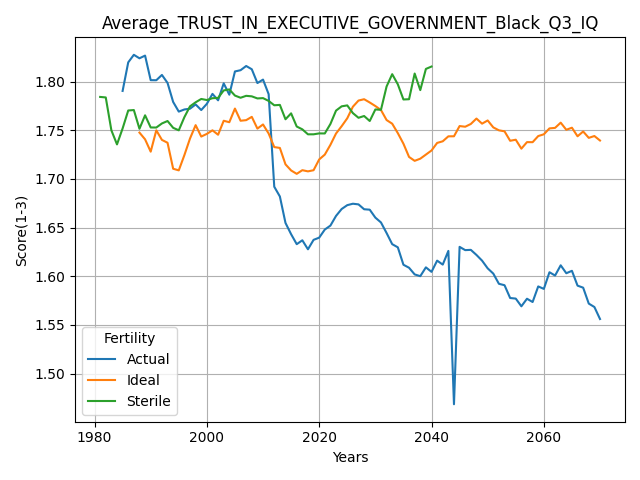 Average_TRUST_IN_EXECUTIVE_GOVERNMENT_Black_Q3_IQ
Score(1-3)
1.80
1.75
1.70
1.65
1.60
1.55
1.50
Fertility
Actual
Ideal
Sterile
1980 2000 2020 2040 2060
Years